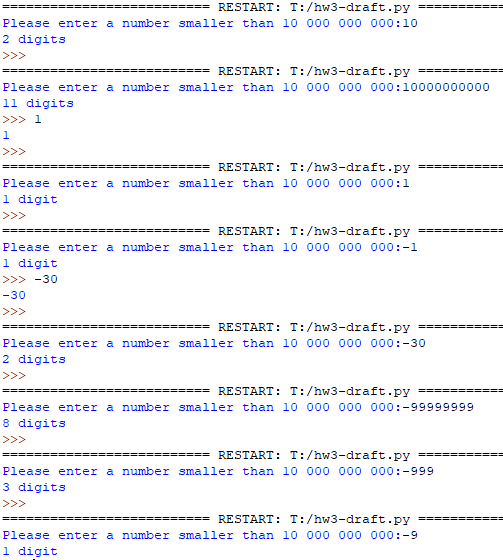 ========================== RESTART: T:/hw3-draft.py ===========
Please enter a number smaller than 10 000 000 000:10
2 digits
>>>
========================== RESTART: T:/hw3-draft.py ===========
Please enter a number smaller than 10 000 000 000:10000000000
11 digits
>>> 1
1
>>>
========================== RESTART: T:/hw3-draft.py ===========
Please enter a number smaller than 10 000 000 000:1
1 digit
>>>
========================== RESTART: T:/hw3-draft.py ===========
Please enter a number smaller than 10 000 000 000:-1
1 digit
>>> -30
-30
>>>
========================== RESTART: T:/hw3-draft.py ===========
Please enter a number smaller than 10 000 000 000:-30
2 digits
>>>
========================== RESTART: T:/hw3-draft.py ===========
Please enter a number smaller than 10 000 000 000:-99999999
8 digits
>>>
========================== RESTART: T:/hw3-draft.py ===========
Please enter a number smaller than 10 000 000 000:-999
3 digits
>>>
========================== RESTART: T:/hw3-draft.py ===========
Please enter a number smaller than 10 000 000 000:-9
1 digit